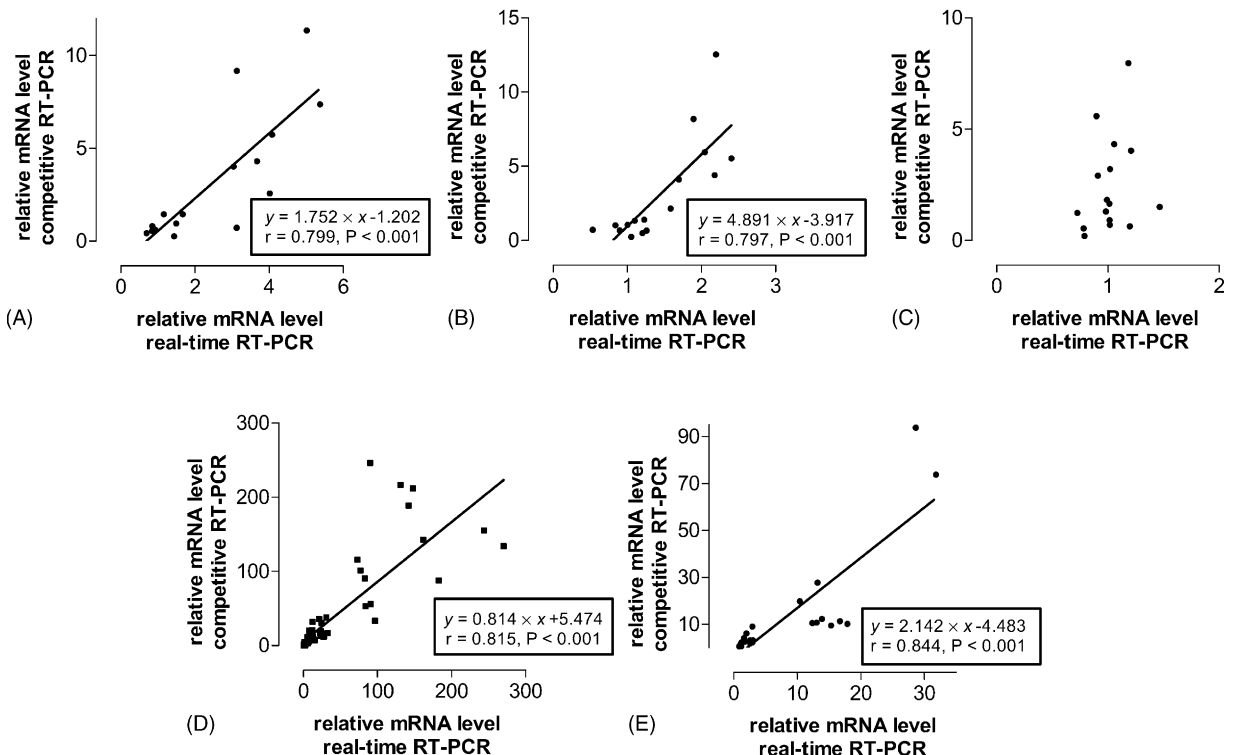 relative mRNA level
competitive RT-PCR
10
5
0
y = 1.752 × x -1.202
r = 0.799, P < 0.001
0 2 4 6
(A)
relative mRNA level
real-time RT-PCR
relative mRNA level
competitive RT-PCR
15
10
5
0
y = 4.891 × x -3.917
r = 0.797, P < 0.001
0 1 2 3
(B)
relative mRNA level
real-time RT-PCR
relative mRNA level
competitive RT-PCR
10
5
0
0 1 2
(C)
relative mRNA level
real-time RT-PCR
relative mRNA level
competitive RT-PCR
300
200
100
0
y = 0.814 × x +5.474
r = 0.815, P < 0.001
0 100 200 300
(D)
relative mRNA level
real-time RT-PCR
relative mRNA level
competitive RT-PCR
90
70
50
30
10
y = 2.142 × x -4.483
r = 0.844, P < 0.001
0 10 20 30
(E)
relative mRNA level
real-time RT-PCR